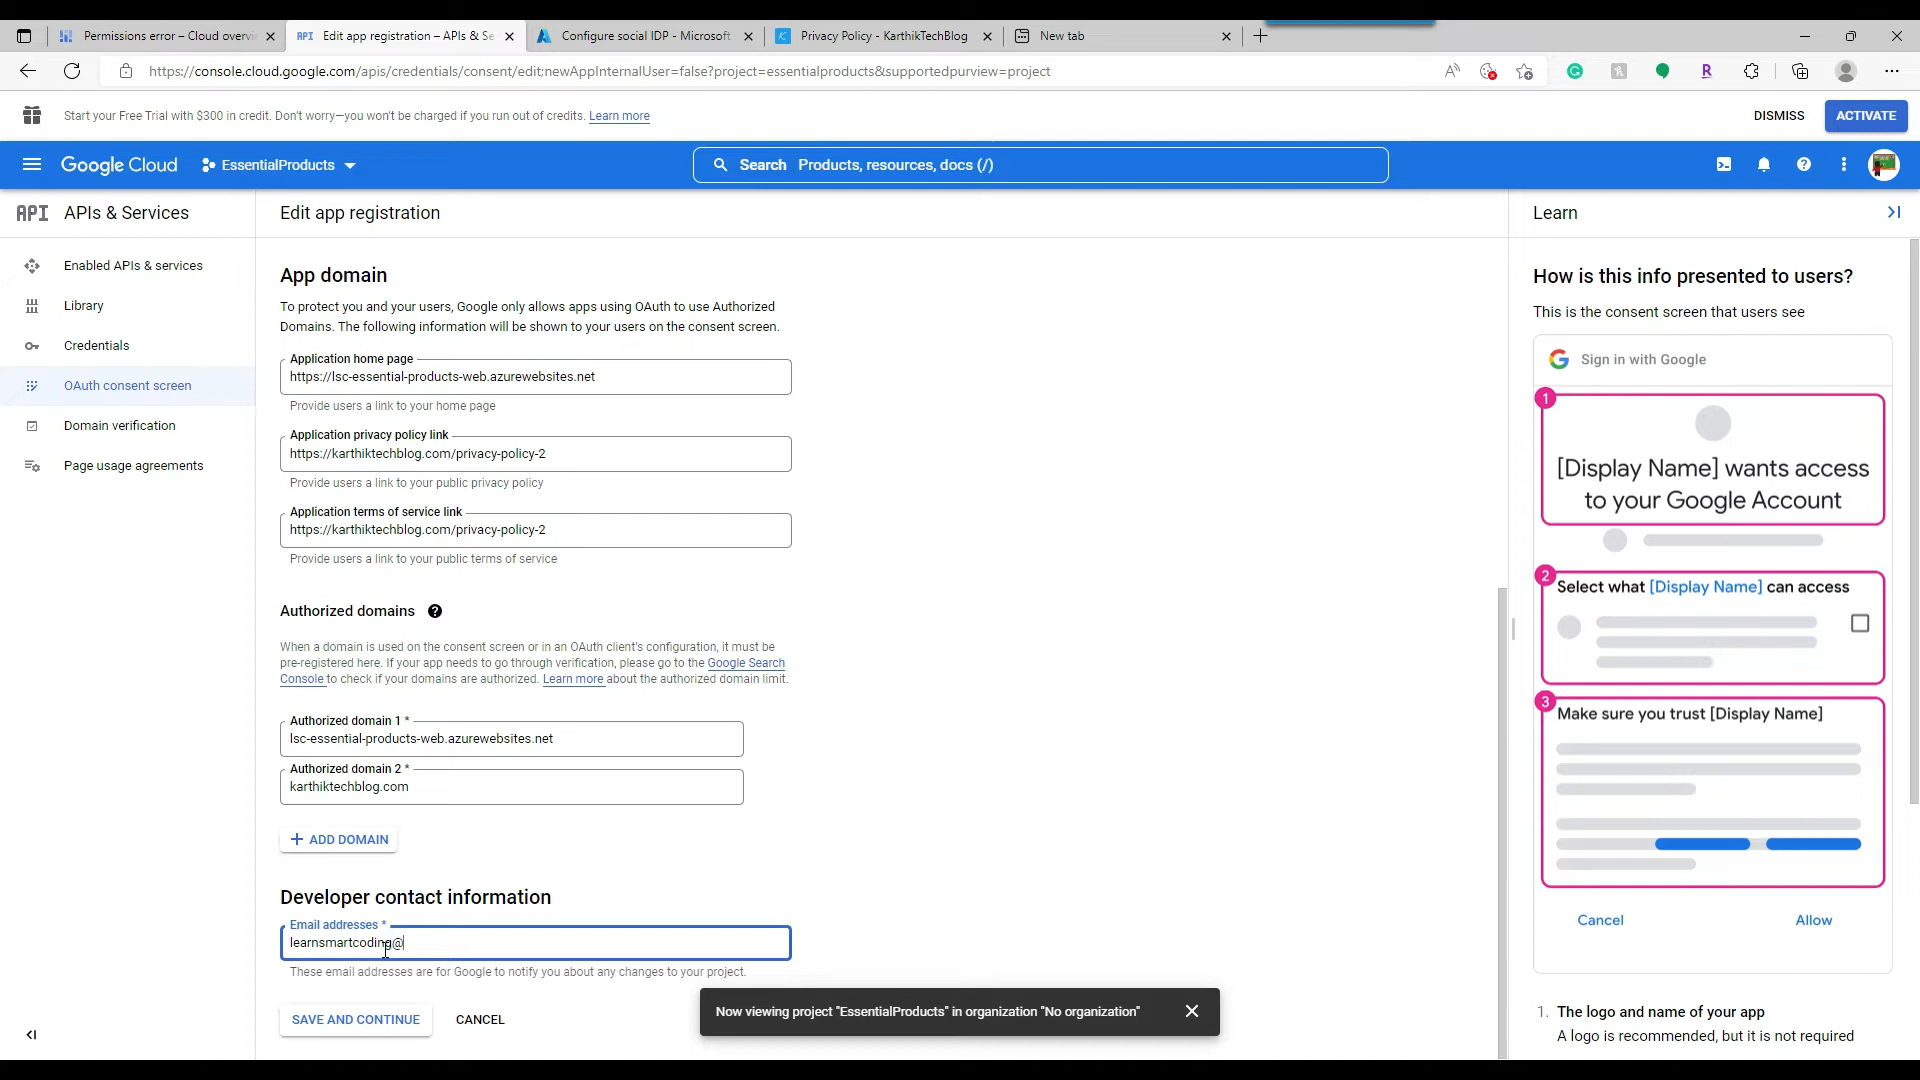 Permissions error – Cloud overvi
Edit app registration – APIs & Se
Configure social IDP - Microsoft
Privacy Policy - KarthikTechBlog
New tab
https://console.cloud.google.com/apis/credentials/consent/edit;newAppInternalUser=false?project=essentialproducts&supportedpurview=project
Start your Free Trial with $300 in credit. Don't worry—you won't be charged if you run out of credits. Learn more
DISMISS
ACTIVATE
Google Cloud
EssentialProducts
Search Products, resources, docs (/)
API APIs & Services
Edit app registration
Learn
Enabled APIs & services
Library
Credentials
OAuth consent screen
Domain verification
Page usage agreements
App domain
To protect you and your users, Google only allows apps using OAuth to use Authorized
Domains. The following information will be shown to your users on the consent screen.
Application home page
https://lsc-essential-products-web.azurewebsites.net
Provide users a link to your home page
Application privacy policy link
https://karthiktechblog.com/privacy-policy-2
Provide users a link to your public privacy policy
Application terms of service link
https://karthiktechblog.com/privacy-policy-2
Provide users a link to your public terms of service
Authorized domains
When a domain is used on the consent screen or in an OAuth client's configuration, it must be
pre-registered here. If your app needs to go through verification, please go to the Google Search
Console to check if your domains are authorized. Learn more about the authorized domain limit.
Authorized domain 1 *
lsc-essential-products-web.azurewebsites.net
Authorized domain 2 *
karthiktechblog.com
+ ADD DOMAIN
Developer contact information
Email addresses *
learnsmartcoding@
These email addresses are for Google to notify you about any changes to your project.
SAVE AND CONTINUE
CANCEL
Now viewing project "EssentialProducts" in organization "No organization"
How is this info presented to users?
This is the consent screen that users see
Sign in with Google
1
[Display Name] wants access
to your Google Account
2
Select what [Display Name] can access
3
Make sure you trust [Display Name]
Cancel
Allow
1. The logo and name of your app
A logo is recommended, but it is not required